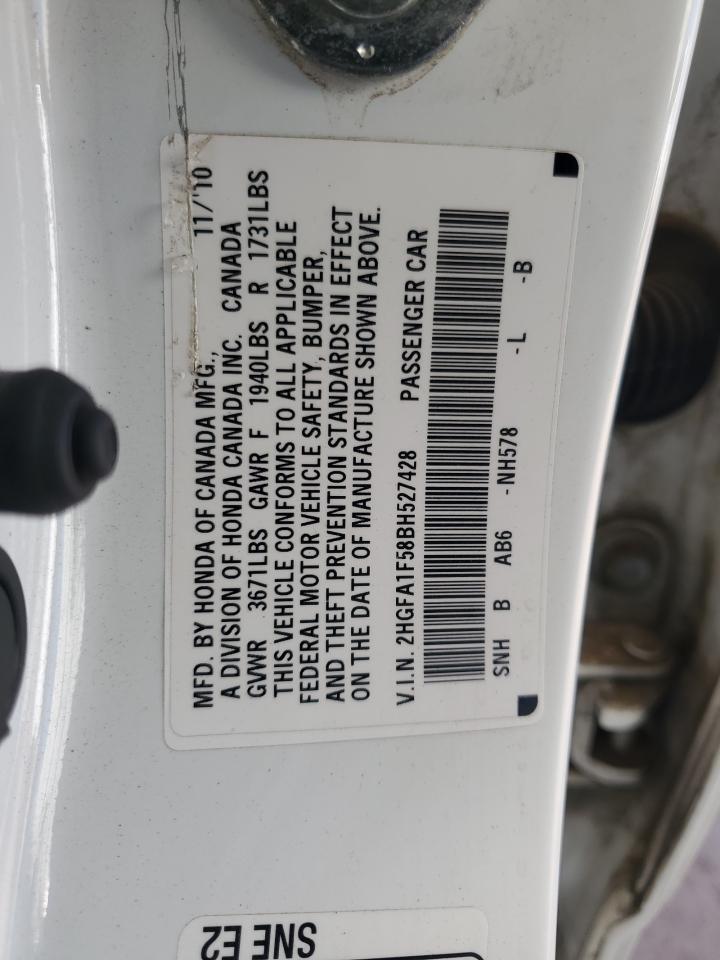 MFD. BY HONDA OF CANADA MFG., 11/'10
A DIVISION OF HONDA CANADA INC. CANADA
GVWR 3671LBS GAWR F 1940LBS R 1731LBS
THIS VEHICLE CONFORMS TO ALL APPLICABLE
FEDERAL MOTOR VEHICLE SAFETY, BUMPER,
AND THEFT PREVENTION STANDARDS IN EFFECT
ON THE DATE OF MANUFACTURE SHOWN ABOVE.
V.I.N. 2HGFA1F58BH527428 PASSENGER CAR
SNH B AB6 -NH578 -L -B
SNE E2